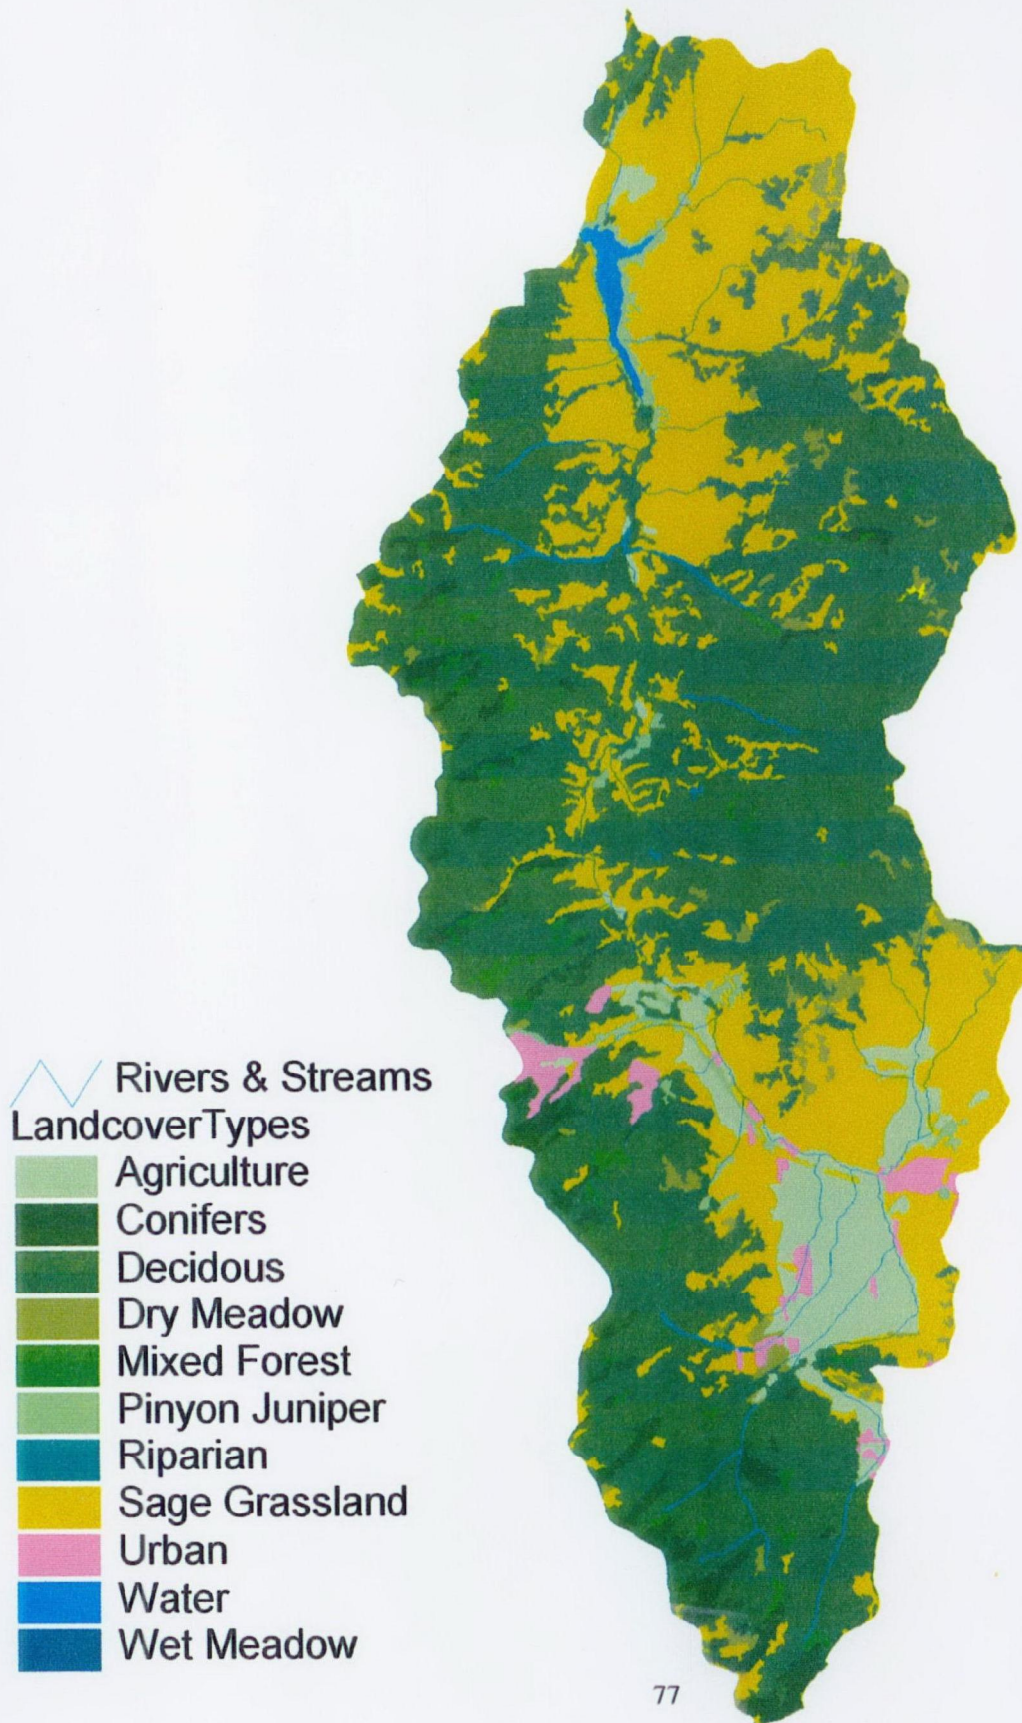 Rivers & Streams
LandcoverTypes
Agriculture
Conifers
Decidous
Dry Meadow
Mixed Forest
Pinyon Juniper
Riparian
Sage Grassland
Urban
Water
Wet Meadow
77